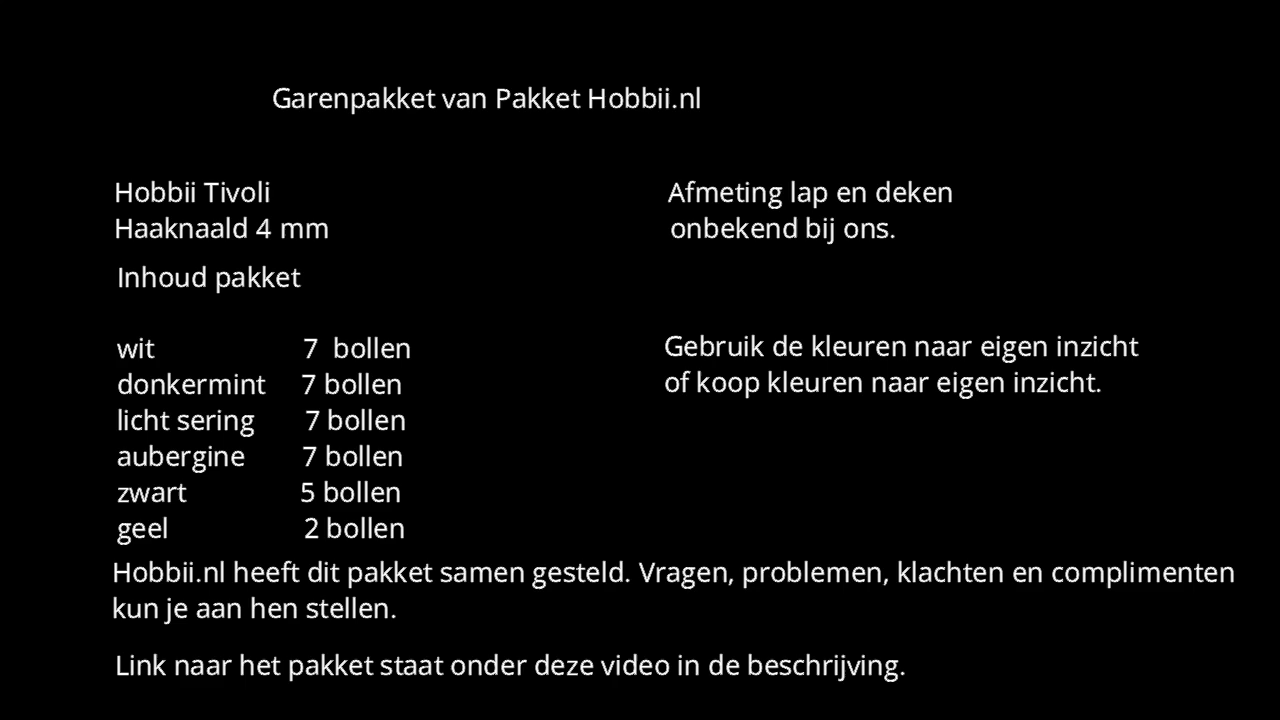 Garenpakket van Pakket Hobbii.nl
Hobbii Tivoli
Haaknaald 4 mm
Inhoud pakket
wit 7 bollen
donkermint 7 bollen
licht sering 7 bollen
aubergine 7 bollen
zwart 5 bollen
geel 2 bollen
Afmeting lap en deken
onbekend bij ons.
Gebruik de kleuren naar eigen inzicht
of koop kleuren naar eigen inzicht.
Hobbii.nl heeft dit pakket samen gesteld. Vragen, problemen, klachten en complimenten
kun je aan hen stellen.
Link naar het pakket staat onder deze video in de beschrijving.